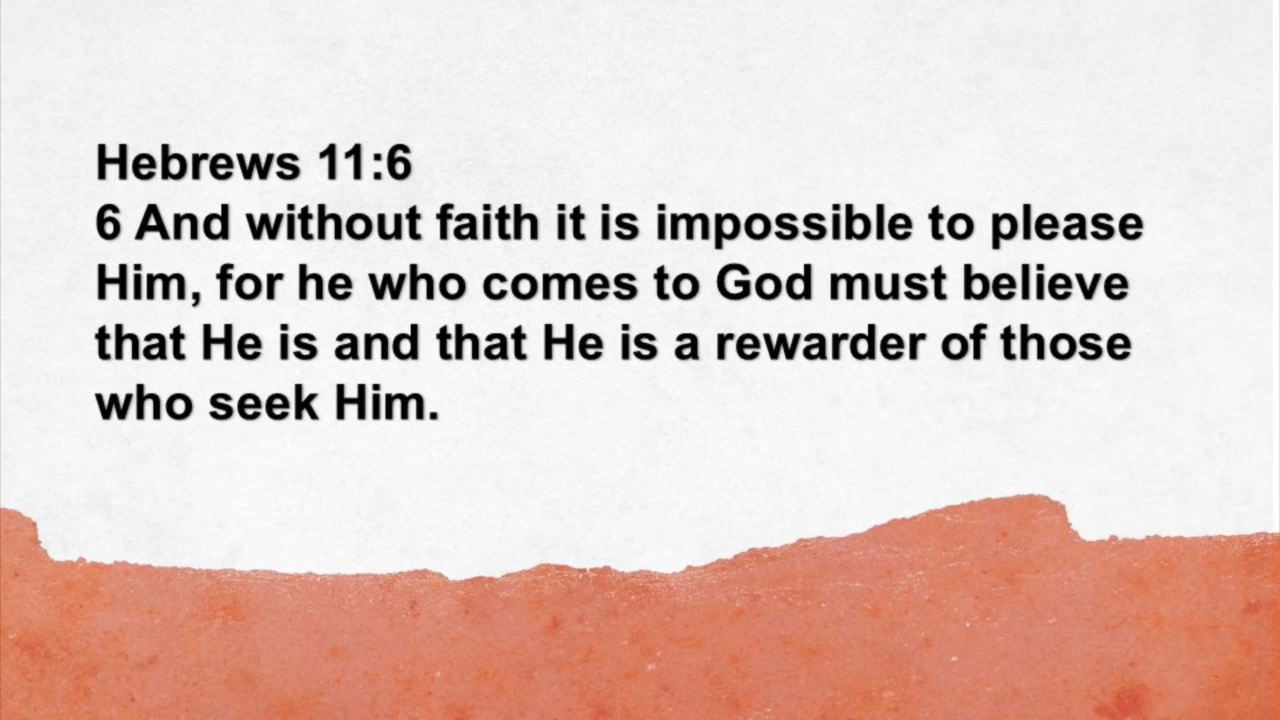 Hebrews 11:6
6 And without faith it is impossible to please
Him, for he who comes to God must believe
that He is and that He is a rewarder of those
who seek Him.